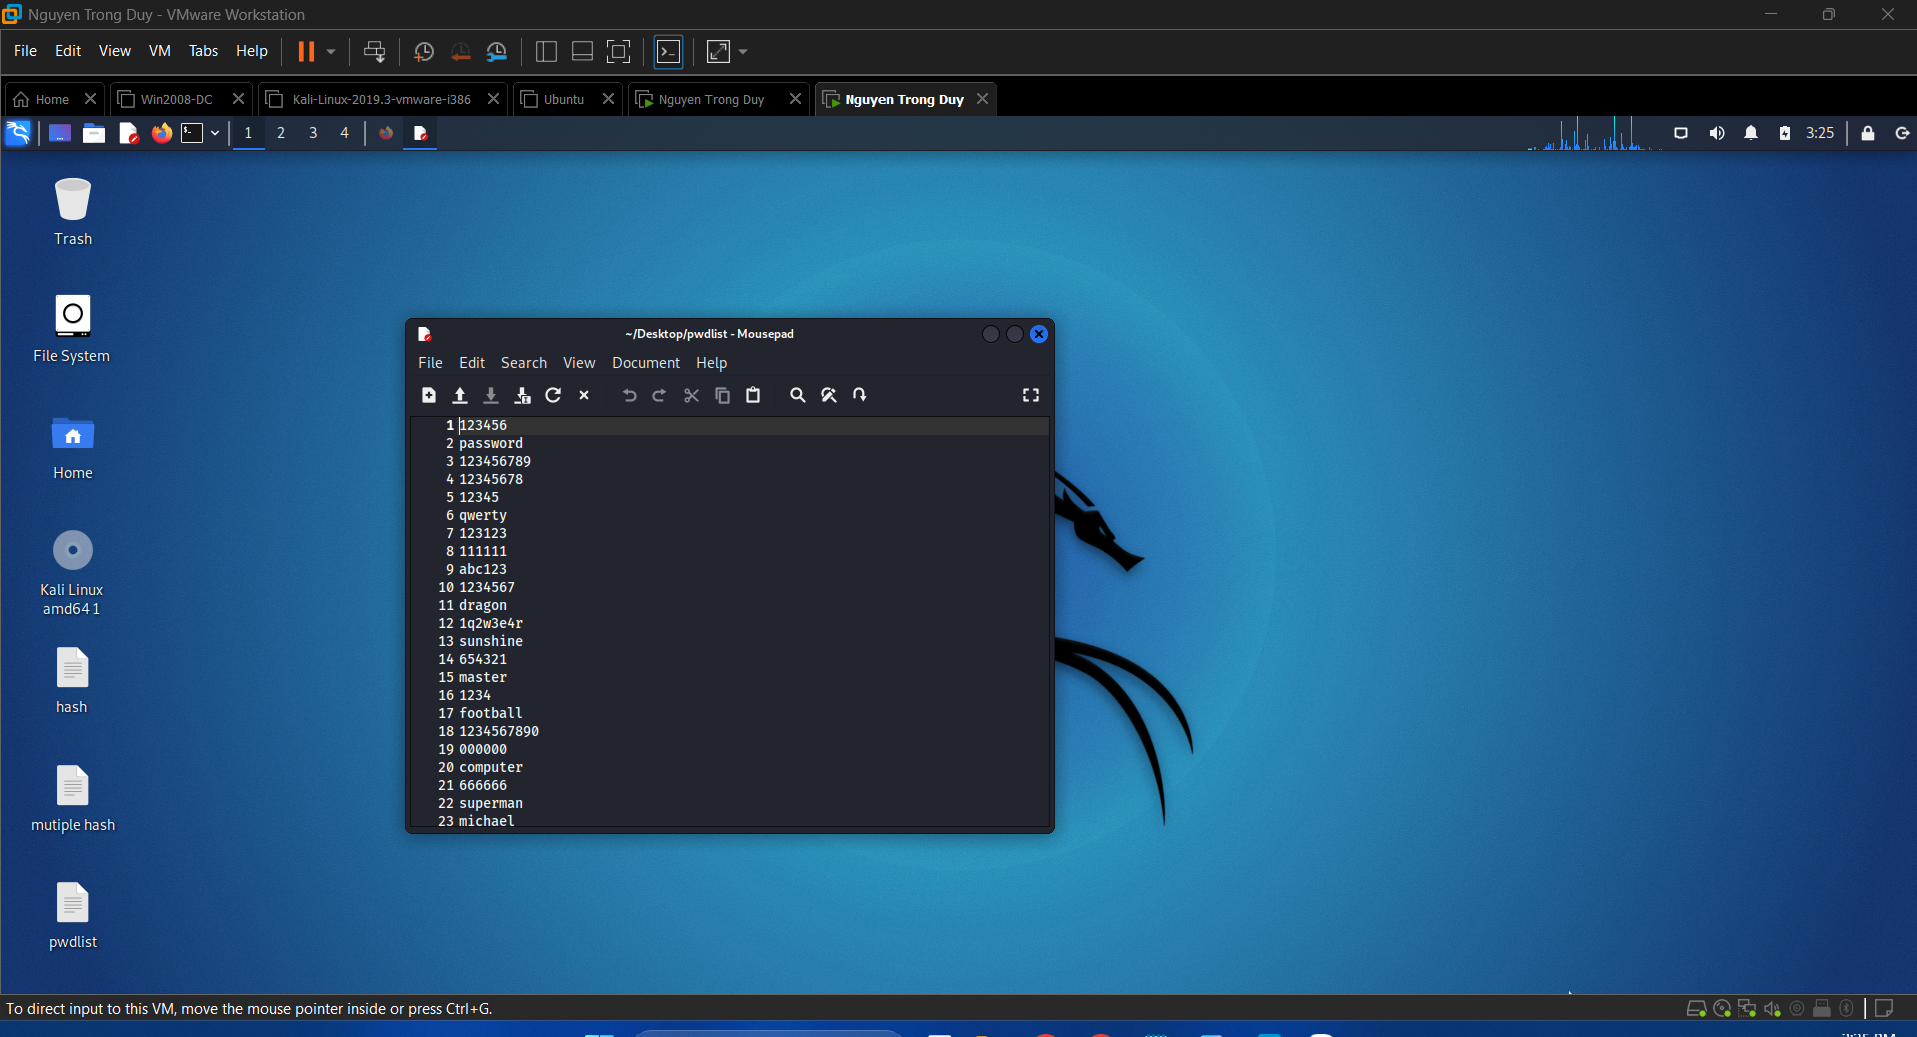 Nguyen Trong Duy - VMware Workstation
File Edit View VM Tabs Help
Home Win2008-DC Kali-Linux-2019.3-vmware-i386 Ubuntu Nguyen Trong Duy Nguyen Trong Duy
1 2 3 4 3:25
Trash
File System
Home
Kali Linux
amd64 1
hash
mutiple hash
pwdlist
~/Desktop/pwdlist - Mousepad
File Edit Search View Document Help
1 123456
2 password
3 123456789
4 12345678
5 12345
6 qwerty
7 123123
8 111111
9 abc123
10 1234567
11 dragon
12 1q2w3e4r
13 sunshine
14 654321
15 master
16 1234
17 football
18 1234567890
19 000000
20 computer
21 666666
22 superman
23 michael
To direct input to this VM, move the mouse pointer inside or press Ctrl+G.